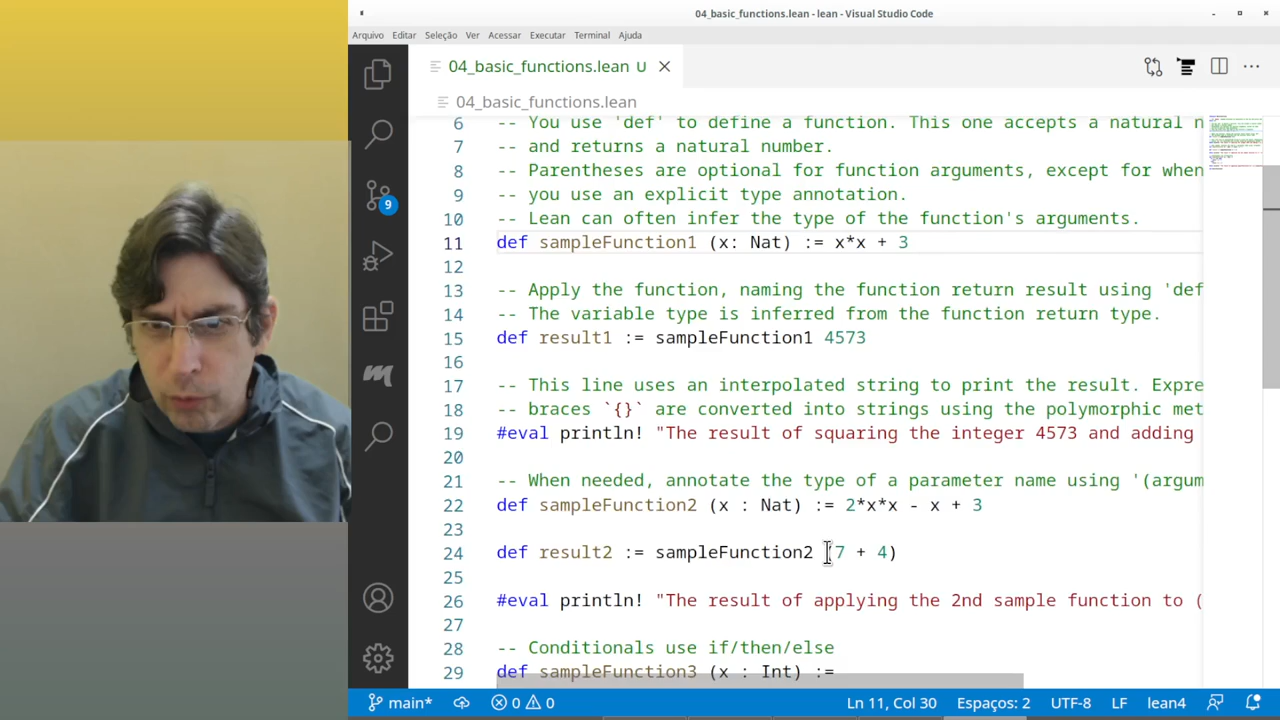 04_basic_functions.lean - lean - Visual Studio Code
Arquivo Editar Seleção Ver Acessar Executar Terminal Ajuda
04_basic_functions.lean U
04_basic_functions.lean
6 -- You use 'def' to define a function. This one accepts a natural n
7 -- and returns a natural number.
8 -- Parentheses are optional for function arguments, except for when
9 -- you use an explicit type annotation.
10 -- Lean can often infer the type of the function's arguments.
11 def sampleFunction1 (x: Nat) := x*x + 3
12
13 -- Apply the function, naming the function return result using 'def
14 -- The variable type is inferred from the function return type.
15 def result1 := sampleFunction1 4573
16
17 -- This line uses an interpolated string to print the result. Expre
18 -- braces `{}` are converted into strings using the polymorphic met
19 #eval println! "The result of squaring the integer 4573 and adding
20
21 -- When needed, annotate the type of a parameter name using '(argum
22 def sampleFunction2 (x : Nat) := 2*x*x - x + 3
23
24 def result2 := sampleFunction2 (7 + 4)
25
26 #eval println! "The result of applying the 2nd sample function to (
27
28 -- Conditionals use if/then/else
29 def sampleFunction3 (x : Int) :=
9
main* 0 0 Ln 11, Col 30 Espaços: 2 UTF-8 LF lean4